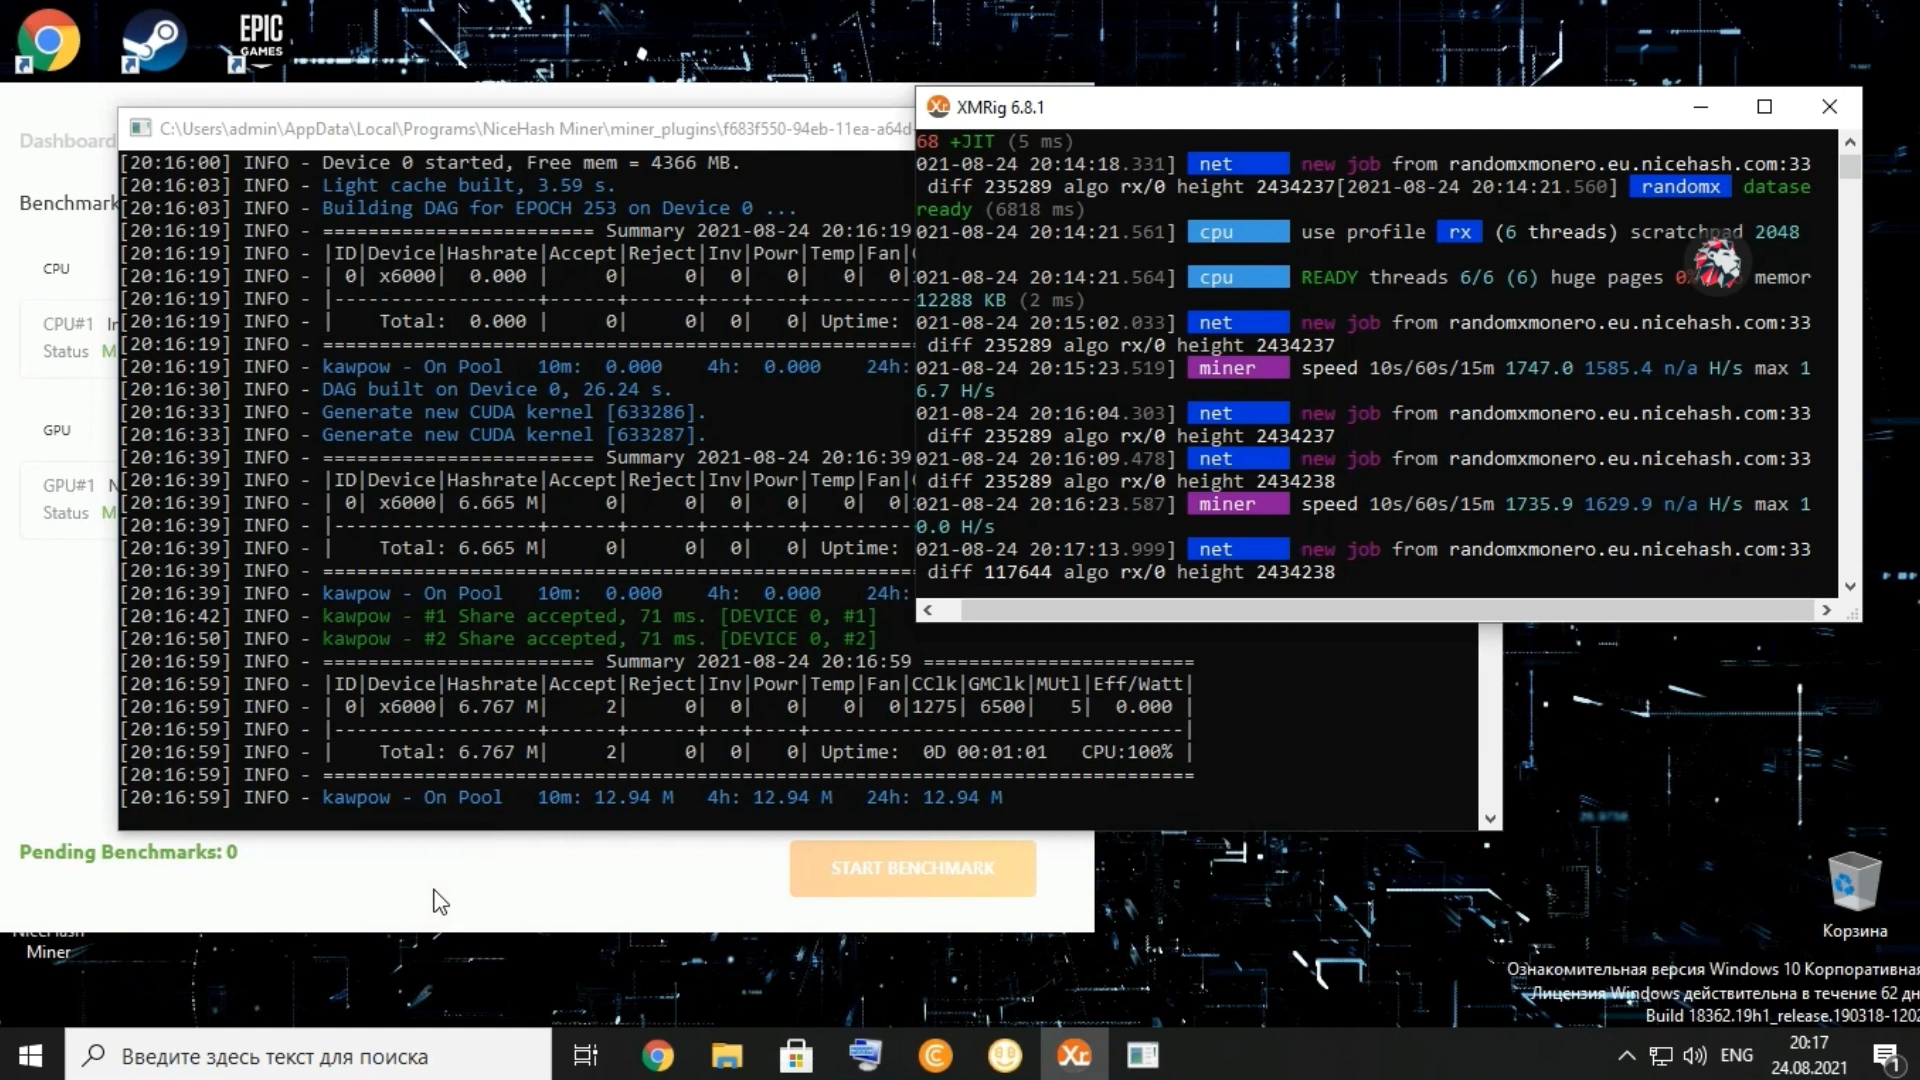 EPIC
GAMES
Dashboard
Benchmark
CPU
CPU#1
Status M
GPU
GPU#1 N
Status M
Pending Benchmarks: 0
START BENCHMARK
C:\Users\admin\AppData\Local\Programs\NiceHash Miner\miner_plugins\f683f550-94eb-11ea-a64d-
[20:16:00] INFO - Device 0 started, Free mem = 4366 MB.
[20:16:03] INFO - Light cache built, 3.59 s.
[20:16:03] INFO - Building DAG for EPOCH 253 on Device 0 ...
[20:16:19] INFO - ======================== Summary 2021-08-24 20:16:19
[20:16:19] INFO - |ID|Device|Hashrate|Accept|Reject|Inv|Powr|Temp|Fan|
[20:16:19] INFO - | 0| x6000| 0.000 | 0| 0| 0| 0| 0| 0|
[20:16:19] INFO - |------------------+------+------+---+----+---------
[20:16:19] INFO - | Total: 0.000 | 0| 0| 0| 0| Uptime:
[20:16:19] INFO - ====================================================
[20:16:19] INFO - kawpow - On Pool 10m: 0.000 4h: 0.000 24h:
[20:16:30] INFO - DAG built on Device 0, 26.24 s.
[20:16:33] INFO - Generate new CUDA kernel [633286].
[20:16:33] INFO - Generate new CUDA kernel [633287].
[20:16:39] INFO - ======================== Summary 2021-08-24 20:16:39
[20:16:39] INFO - |ID|Device|Hashrate|Accept|Reject|Inv|Powr|Temp|Fan|
[20:16:39] INFO - | 0| x6000| 6.665 M| 0| 0| 0| 0| 0| 0|
[20:16:39] INFO - |------------------+------+------+---+----+---------
[20:16:39] INFO - | Total: 6.665 M| 0| 0| 0| 0| Uptime:
[20:16:39] INFO - ====================================================
[20:16:39] INFO - kawpow - On Pool 10m: 0.000 4h: 0.000 24h:
[20:16:42] INFO - kawpow - #1 Share accepted, 71 ms. [DEVICE 0, #1]
[20:16:50] INFO - kawpow - #2 Share accepted, 71 ms. [DEVICE 0, #2]
[20:16:59] INFO - ======================== Summary 2021-08-24 20:16:59 ========================
[20:16:59] INFO - |ID|Device|Hashrate|Accept|Reject|Inv|Powr|Temp|Fan|CClk|GMClk|MUtl|Eff/Watt|
[20:16:59] INFO - | 0| x6000| 6.767 M| 2| 0| 0| 0| 0| 0|1275| 6500| 5| 0.000 |
[20:16:59] INFO - |------------------+------+------+---+----+---------------------------------|
[20:16:59] INFO - | Total: 6.767 M| 2| 0| 0| 0| Uptime: 0D 00:01:01 CPU:100% |
[20:16:59] INFO - =============================================================================
[20:16:59] INFO - kawpow - On Pool 10m: 12.94 M 4h: 12.94 M 24h: 12.94 M
Xr XMRig 6.8.1
68 +JIT (5 ms)
021-08-24 20:14:18.331] net new job from randomxmonero.eu.nicehash.com:33
diff 235289 algo rx/0 height 2434237[2021-08-24 20:14:21.560] randomx datase
ready (6818 ms)
021-08-24 20:14:21.561] cpu use profile rx (6 threads) scratchpad 2048
021-08-24 20:14:21.564] cpu READY threads 6/6 (6) huge pages memor
12288 KB (2 ms)
021-08-24 20:15:02.033] net new job from randomxmonero.eu.nicehash.com:33
diff 235289 algo rx/0 height 2434237
021-08-24 20:15:23.519] miner speed 10s/60s/15m 1747.0 1585.4 n/a H/s max 1
6.7 H/s
021-08-24 20:16:04.303] net new job from randomxmonero.eu.nicehash.com:33
diff 235289 algo rx/0 height 2434237
021-08-24 20:16:09.478] net new job from randomxmonero.eu.nicehash.com:33
diff 235289 algo rx/0 height 2434238
021-08-24 20:16:23.587] miner speed 10s/60s/15m 1735.9 1629.9 n/a H/s max 1
0.0 H/s
021-08-24 20:17:13.999] net new job from randomxmonero.eu.nicehash.com:33
diff 117644 algo rx/0 height 2434238
NiceHash
Miner
Корзина
Ознакомительная версия Windows 10 Корпоративная
Лицензия Windows действительна в течение 62 дн
Build 18362.19h1_release.190318-1202
Введите здесь текст для поиска
Xr
ENG
20:17
24.08.2021
1